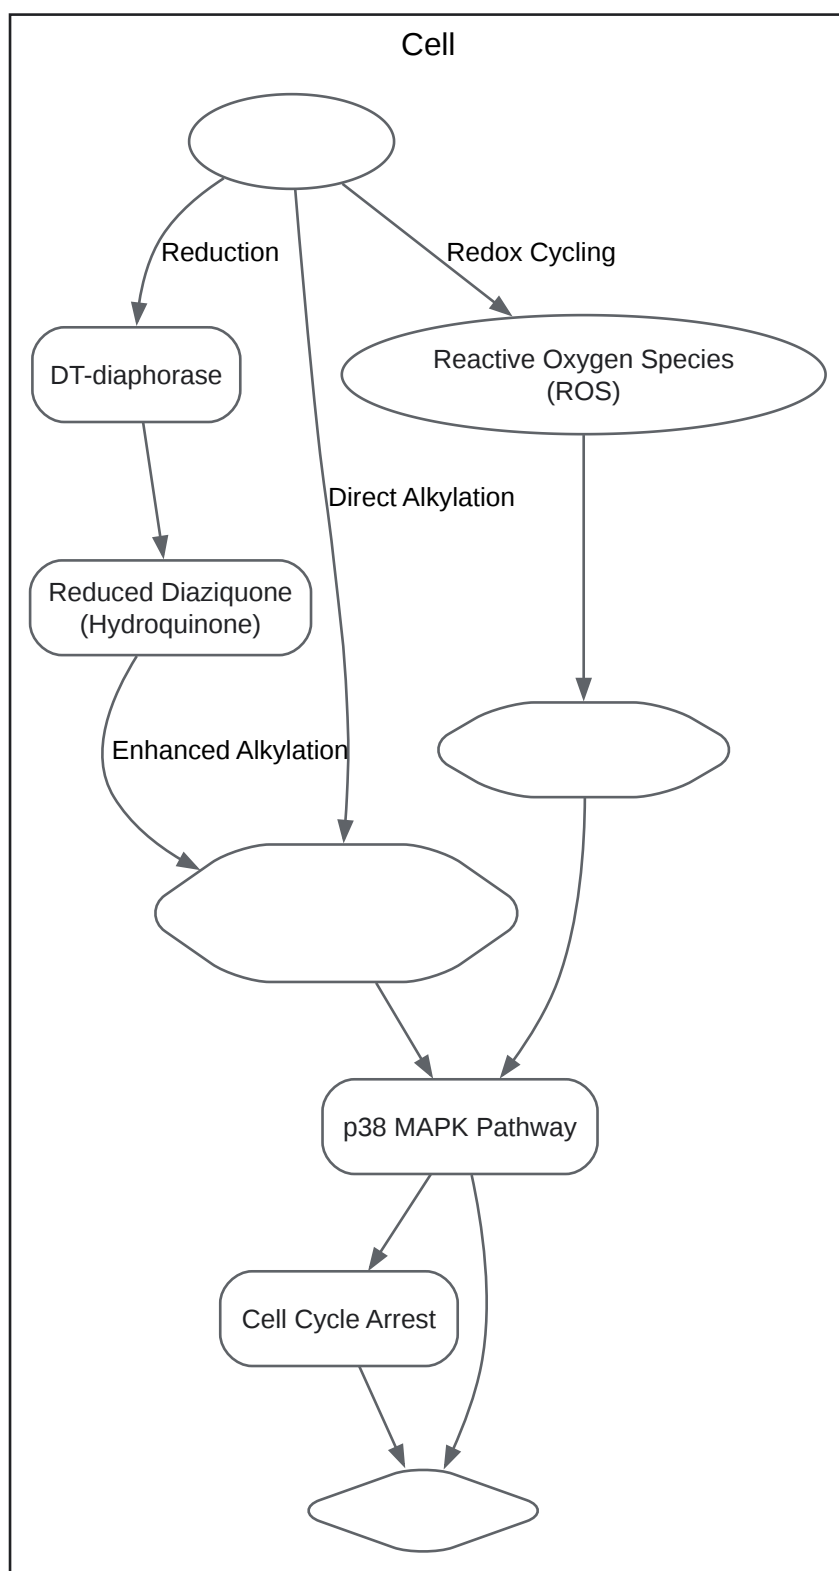 Cell
Reduction
Redox Cycling
DT-diaphorase
Reactive Oxygen Species
(ROS)
Direct Alkylation
Reduced Diaziquone
(Hydroquinone)
Enhanced Alkylation
p38 MAPK Pathway
Cell Cycle Arrest